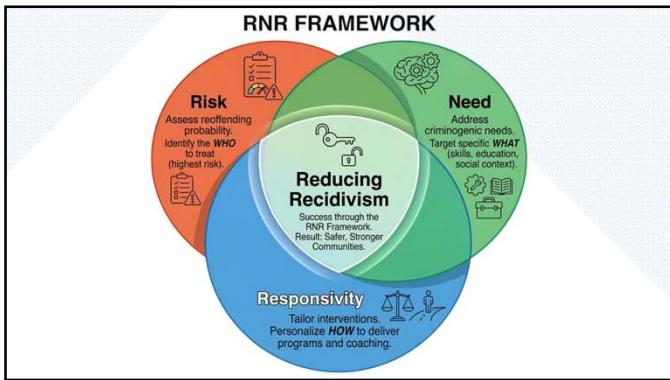 RNR FRAMEWORK
Risk
Assess reoffending
probability.
Identify the WHO
to treat
(highest risk).
Need
Address
criminogenic needs.
Target specific WHAT
(skills, education,
social context).
Reducing
Recidivism
Success through the
RNR Framework.
Result: Safer, Stronger
Communities.
Responsivity
Tailor interventions.
Personalize HOW to deliver
programs and coaching.